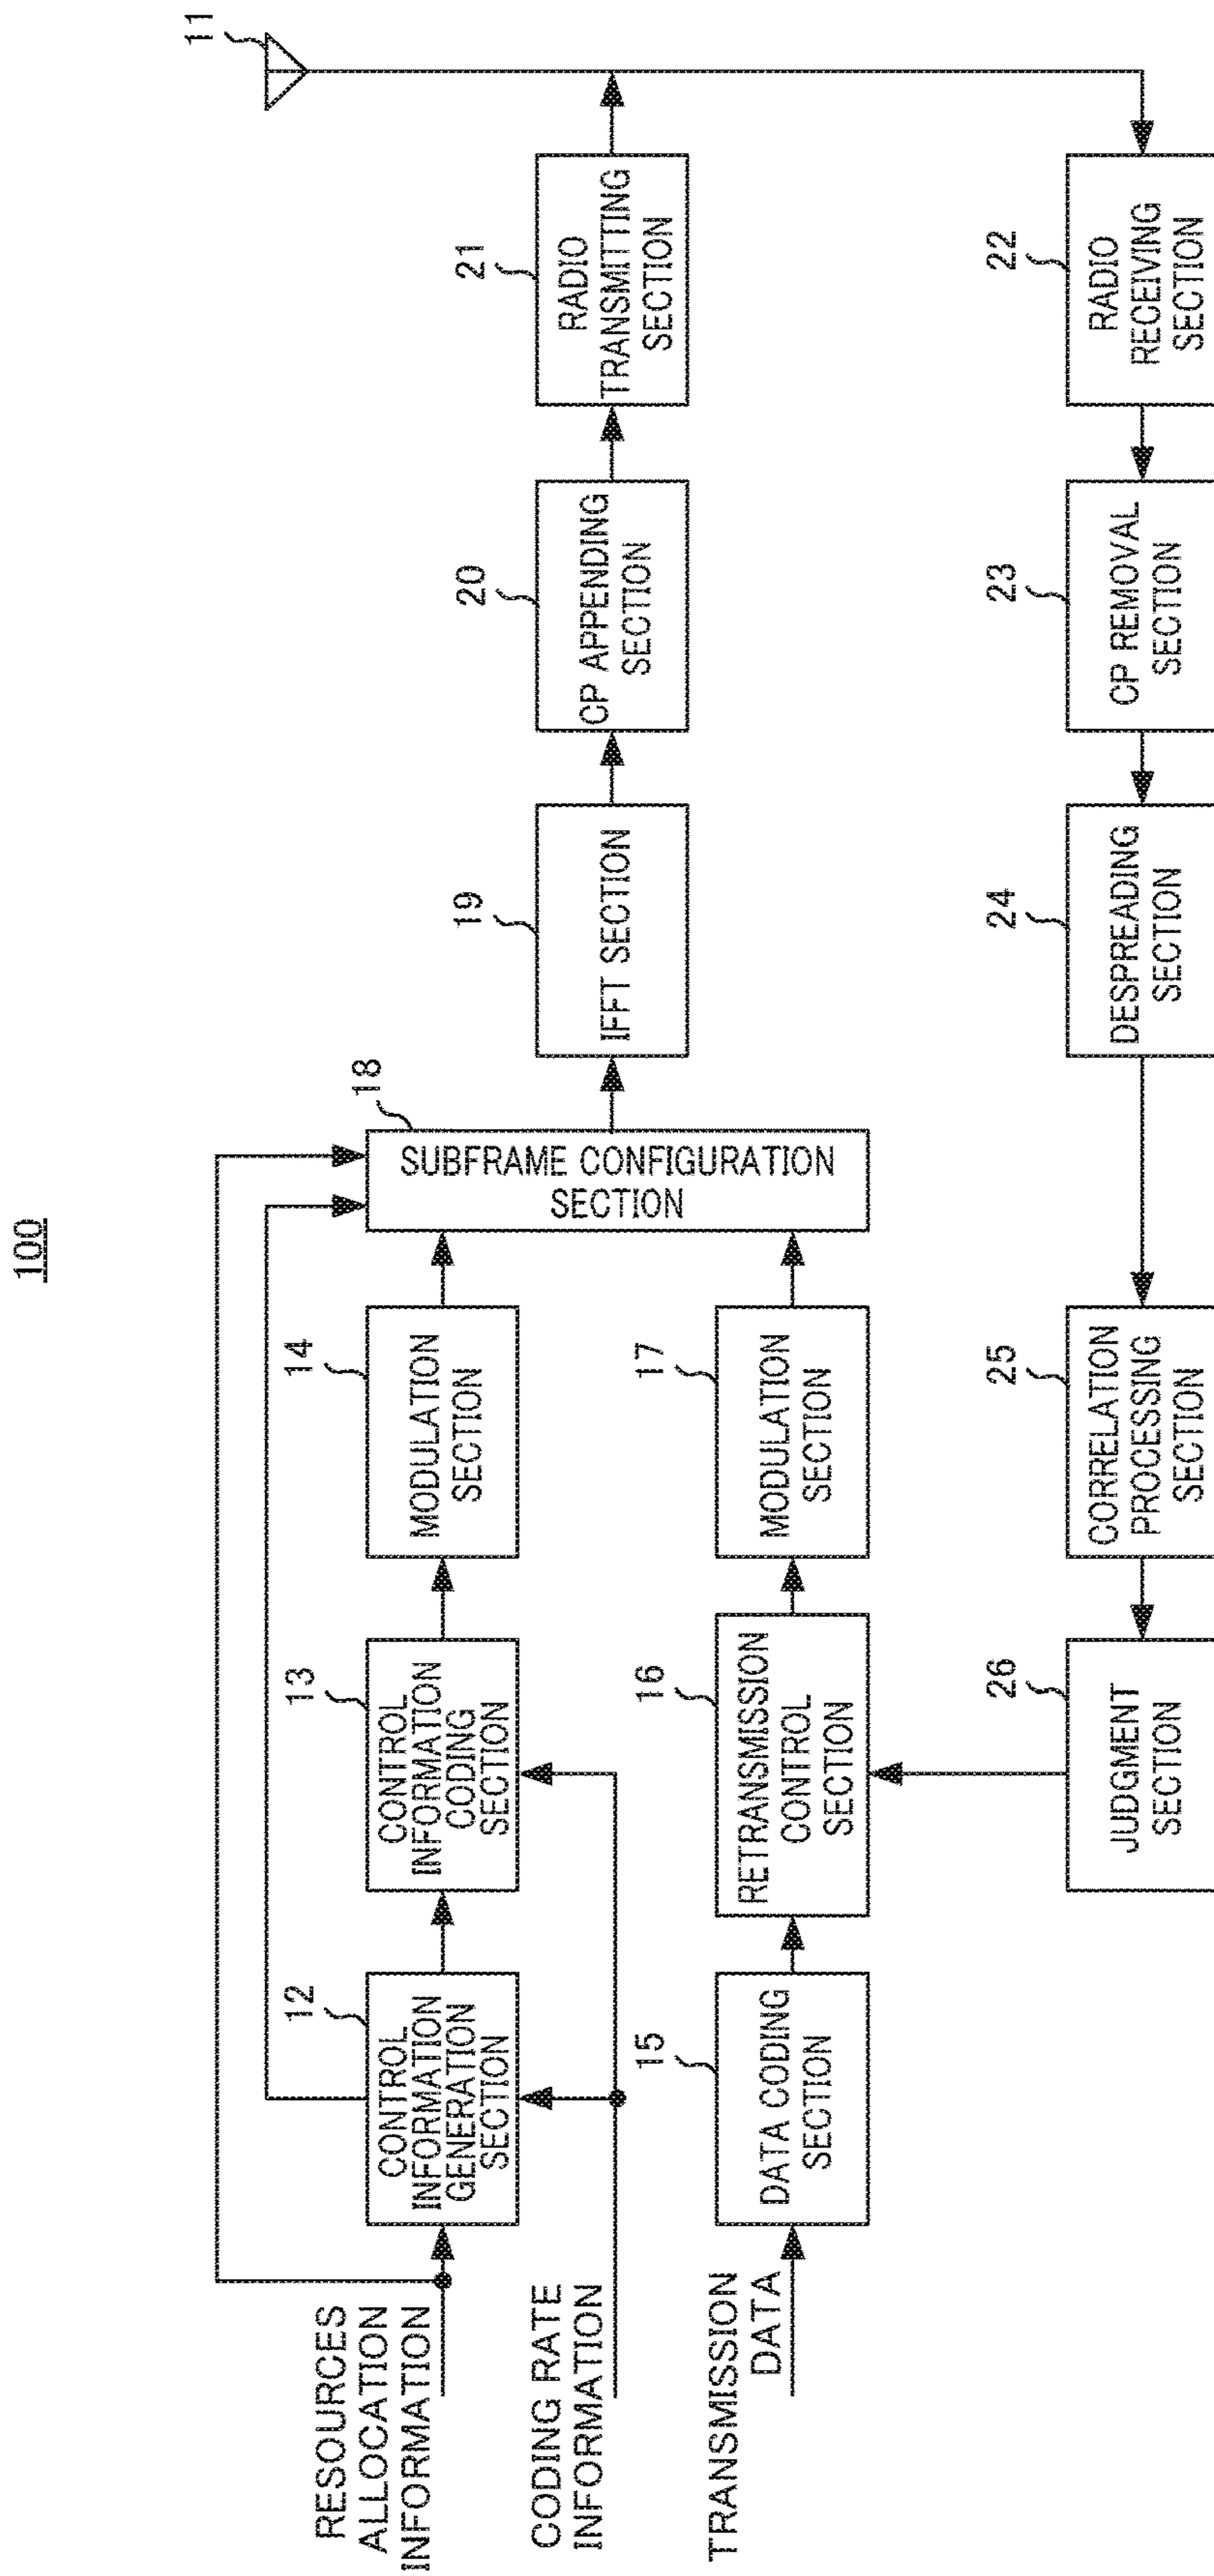 100
11
RESOURCES
ALLOCATION
INFORMATION
12
CONTROL
INFORMATION
GENERATION
SECTION
13
CONTROL
INFORMATION
CODING
SECTION
14
MODULATION
SECTION
18
SUBFRAME CONFIGURATION
SECTION
19
IFFT SECTION
20
CP APPENDING
SECTION
21
RADIO
TRANSMITTING
SECTION
CODING RATE
INFORMATION
TRANSMISSION
DATA
15
DATA CODING
SECTION
16
RETRANSMISSION
CONTROL
SECTION
17
MODULATION
SECTION
26
JUDGMENT
SECTION
25
CORRELATION
PROCESSING
SECTION
24
DESPREADING
SECTION
23
CP REMOVAL
SECTION
22
RADIO
RECEIVING
SECTION